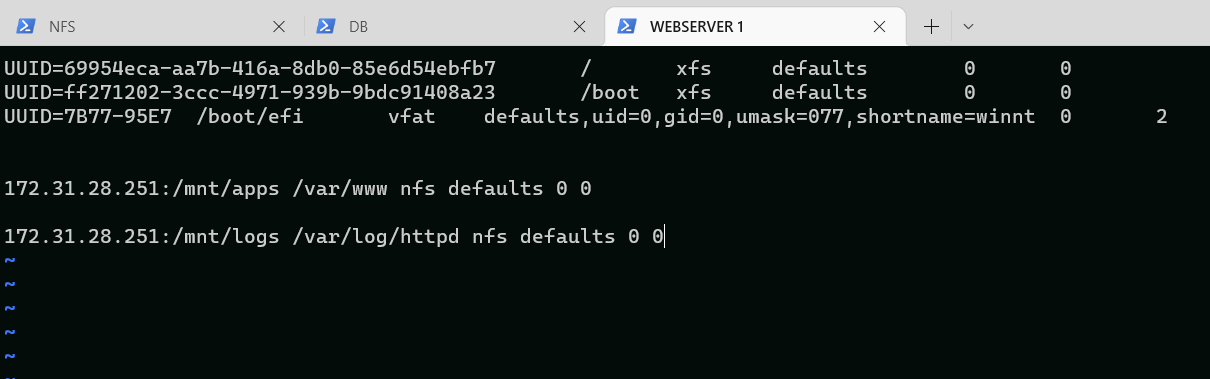 NFS DB WEBSERVER 1
UUID=69954eca-aa7b-416a-8db0-85e6d54ebfb7 / xfs defaults 0 0
UUID=ff271202-3ccc-4971-939b-9bdc91408a23 /boot xfs defaults 0 0
UUID=7B77-95E7 /boot/efi vfat defaults,uid=0,gid=0,umask=077,shortname=winnt 0 2
172.31.28.251:/mnt/apps /var/www nfs defaults 0 0
172.31.28.251:/mnt/logs /var/log/httpd nfs defaults 0 0
~
~
~
~
~
~